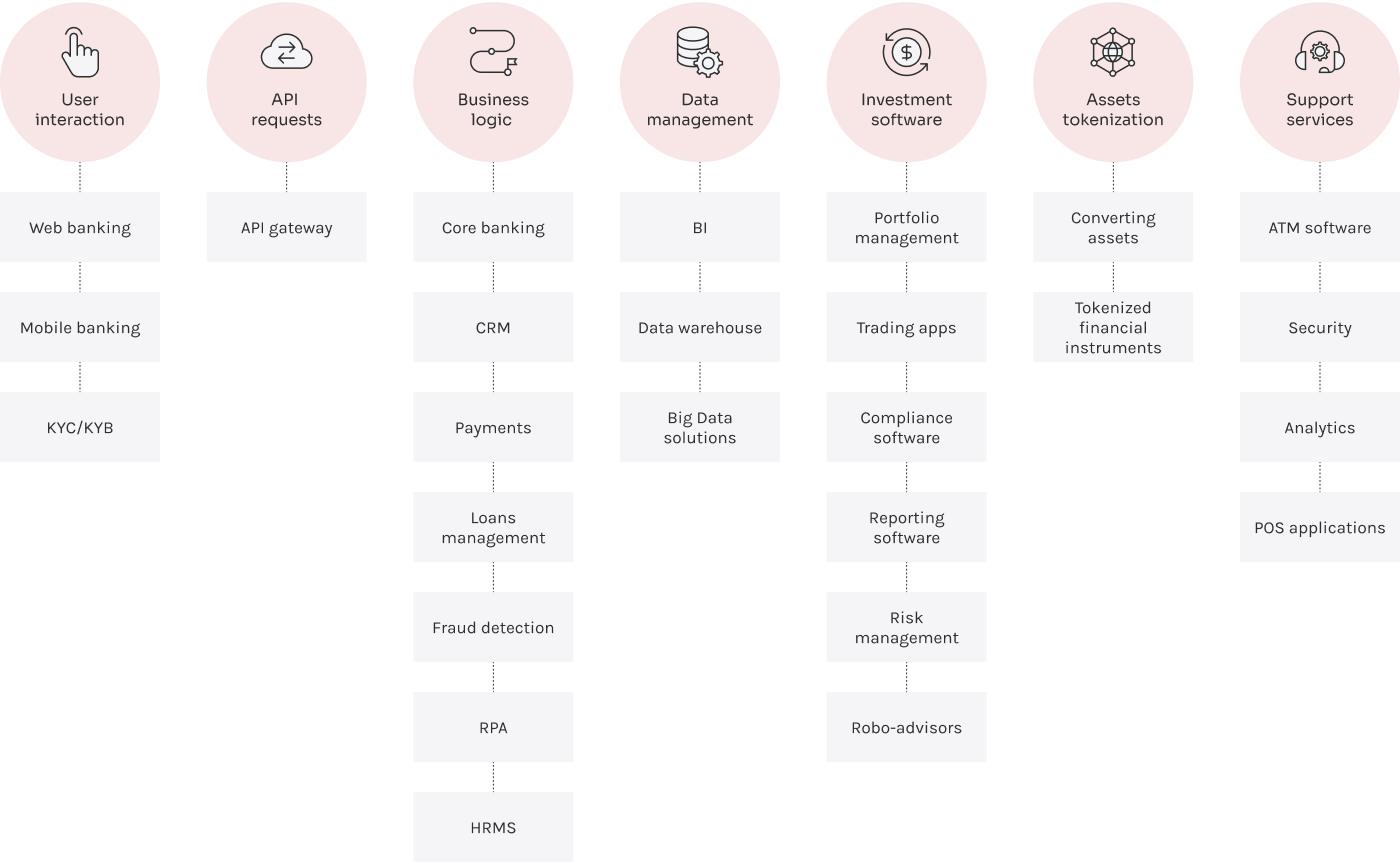 User
interaction
Web banking
Mobile banking
KYC/KYB
API
requests
API gateway
Business
logic
Core banking
CRM
Payments
Loans
management
Fraud detection
RPA
HRMS
Data
management
BI
Data warehouse
Big Data
solutions
Investment
software
Portfolio
management
Trading apps
Compliance
software
Reporting
software
Risk
management
Robo-advisors
Assets
tokenization
Converting
assets
Tokenized
financial
instruments
Support
services
ATM software
Security
Analytics
POS applications